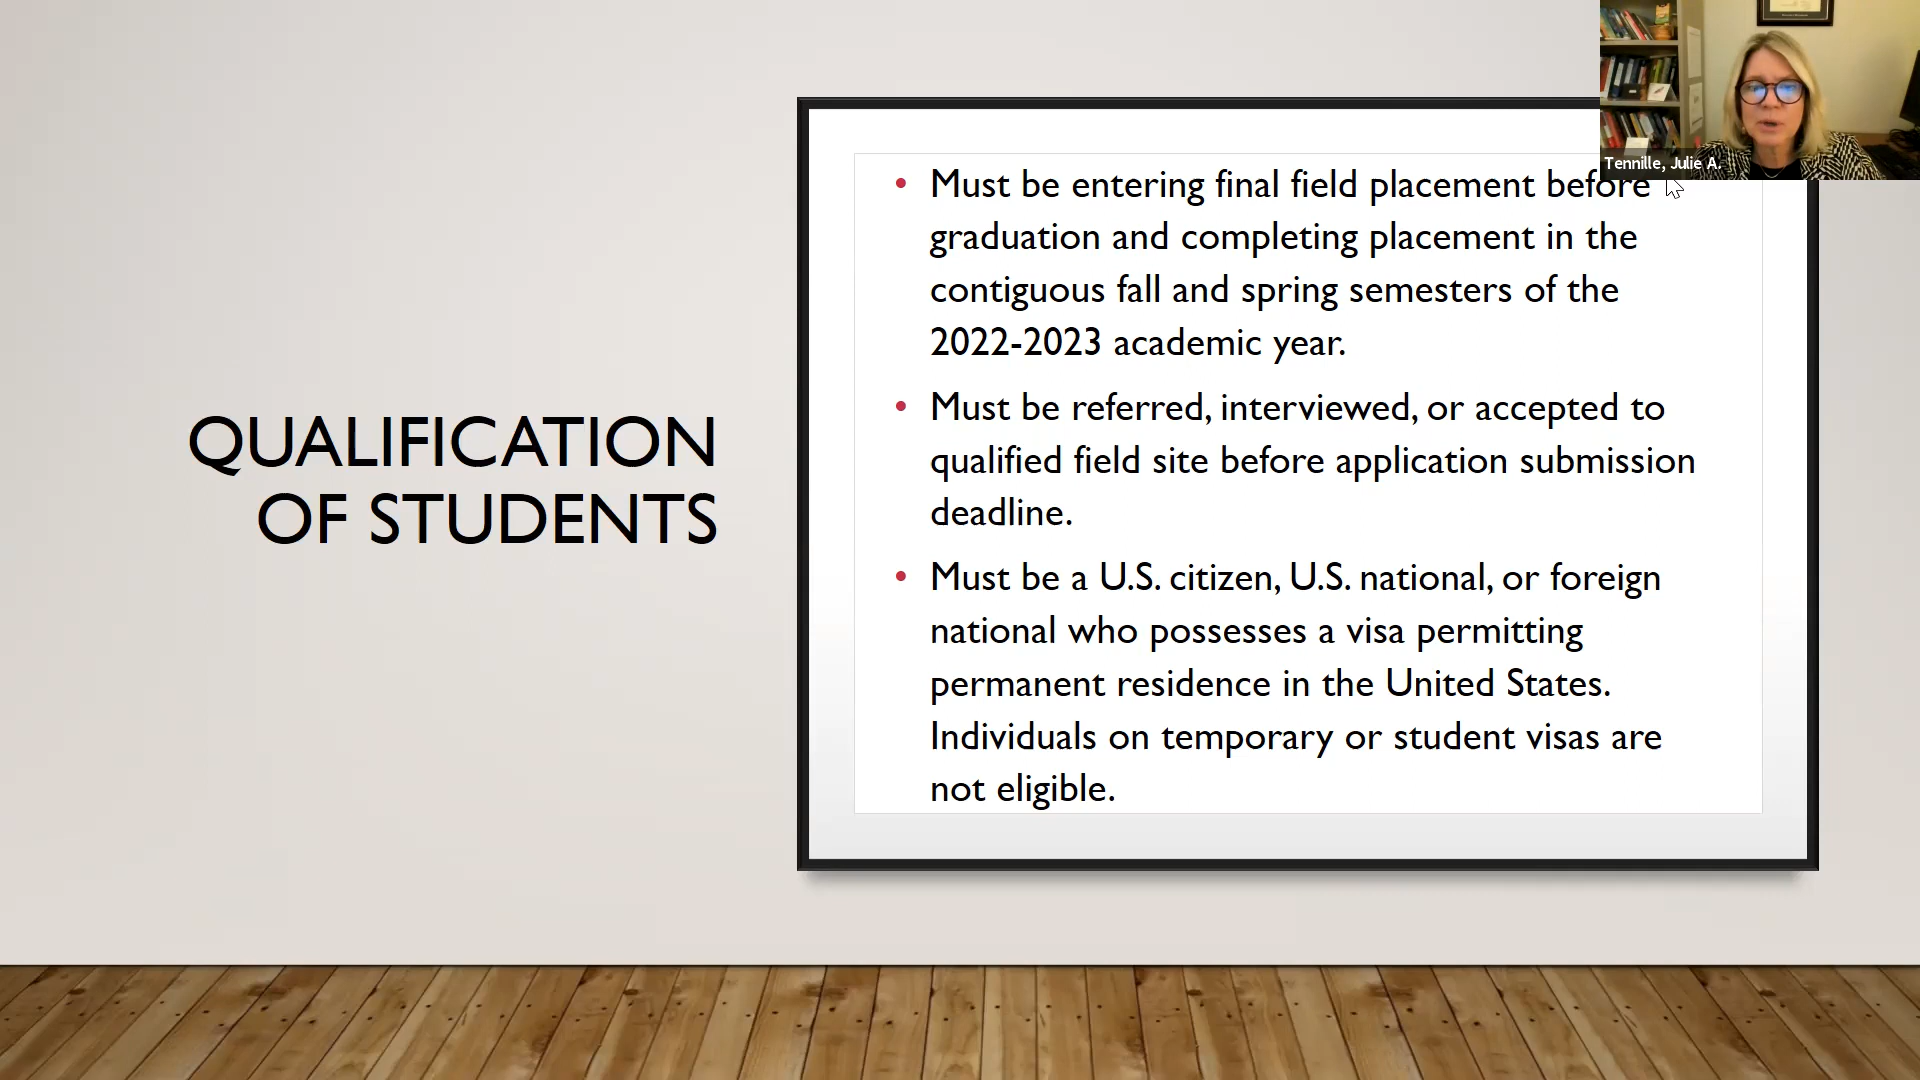 Tennille, Julie A.
QUALIFICATION
OF STUDENTS
• Must be entering final field placement before
graduation and completing placement in the
contiguous fall and spring semesters of the
2022-2023 academic year.
• Must be referred, interviewed, or accepted to
qualified field site before application submission
deadline.
• Must be a U.S. citizen, U.S. national, or foreign
national who possesses a visa permitting
permanent residence in the United States.
Individuals on temporary or student visas are
not eligible.